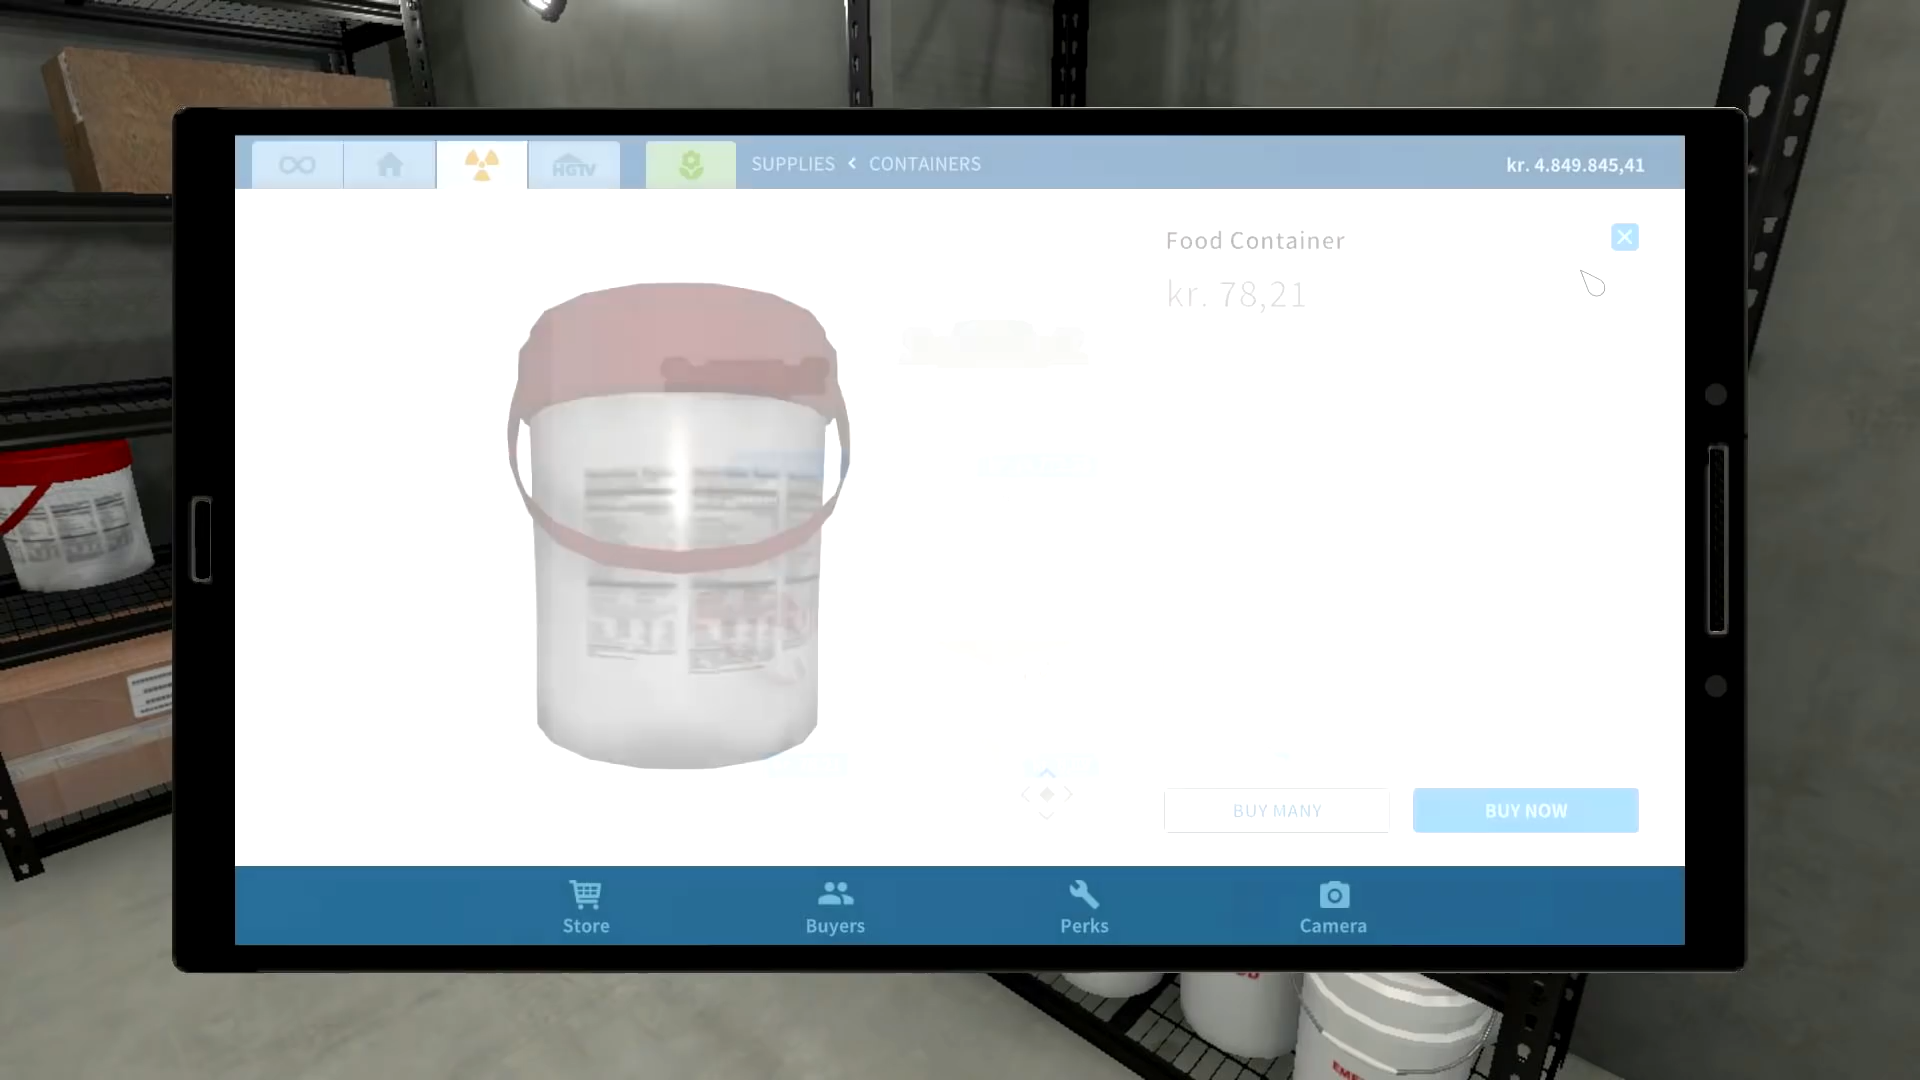 HGTV
SUPPLIES < CONTAINERS
kr. 4.849.845,41
Food Container
kr. 78,21
BUY MANY
BUY NOW
Store
Buyers
Perks
Camera